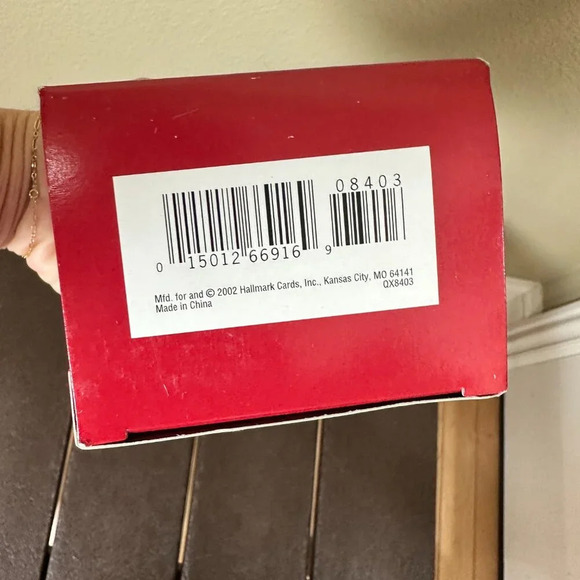 08403
0 15012 66916 9
Mfd. for and © 2002 Hallmark Cards, Inc., Kansas City, MO 64141
Made in China
QX8403